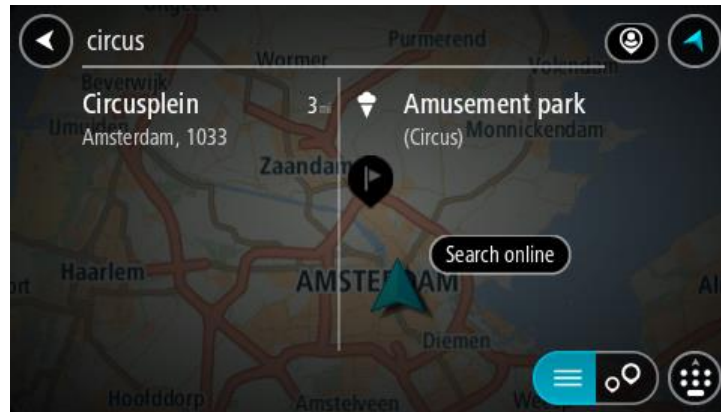 circus
Purmerend
Wormer
Volendam
Beverwijk
Circusplein
3 mi
Amusement park
Amsterdam, 1033
(Circus)
Monnickendam
Zaandam
Search online
Haarlem
AMSTERDAM
Diemen
Hoofddorp
Amstelveen